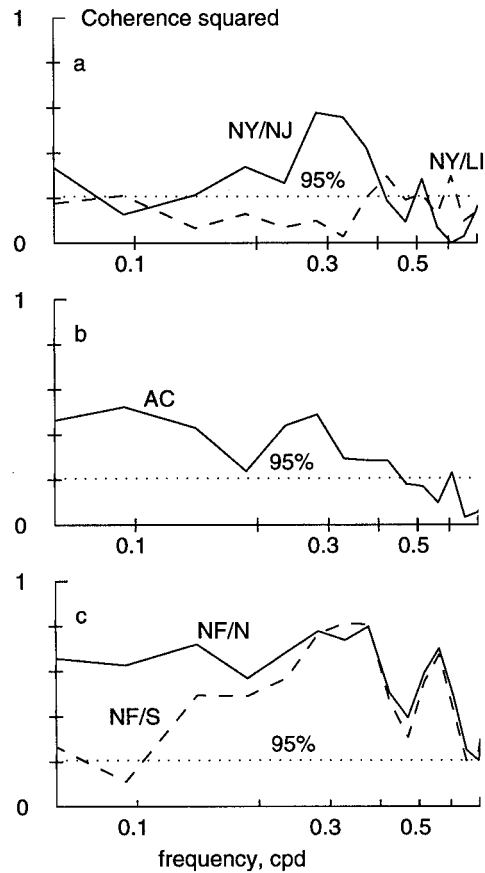 1
Coherence squared
a
NY/NJ
NY/LI
95%
0
0.1
0.3
0.5
1
b
AC
95%
0
0.1
0.3
0.5
1
c
NF/N
NF/S
95%
0
0.1
0.3
0.5
frequency, cpd